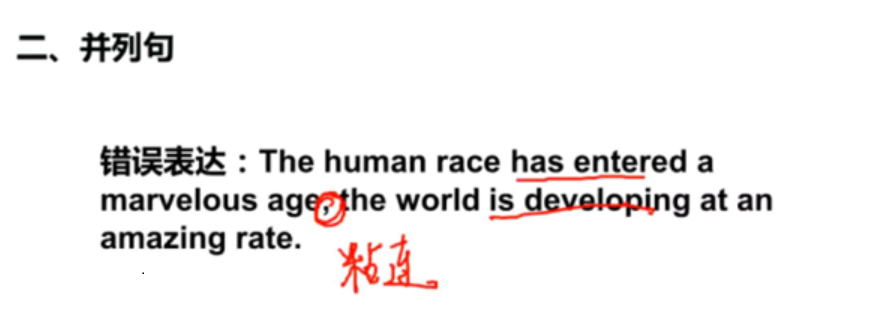 二、并列句
错误表达：The human race has entered a
marvelous age, the world is developing at an
amazing rate.
粘连。